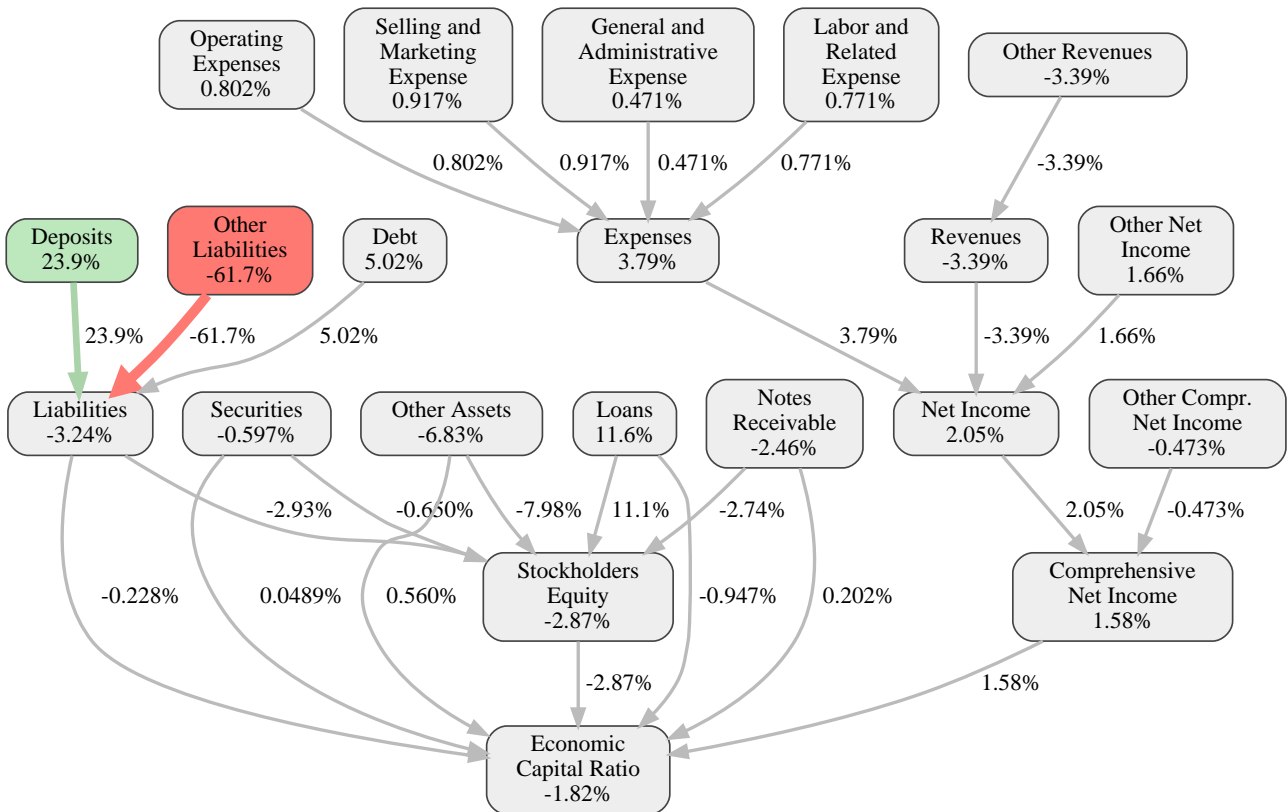 Operating
Expenses
0.802%
Selling and
Marketing
Expense
0.917%
General and
Administrative
Expense
0.471%
Labor and
Related
Expense
0.771%
Other Revenues
-3.39%
0.802%
0.917%
0.471%
0.771%
-3.39%
Deposits
23.9%
Other
Liabilities
-61.7%
Debt
5.02%
Expenses
3.79%
Revenues
-3.39%
Other Net
Income
1.66%
23.9%
-61.7%
5.02%
3.79%
-3.39%
1.66%
Liabilities
-3.24%
Securities
-0.597%
Other Assets
-6.83%
Loans
11.6%
Notes
Receivable
-2.46%
Net Income
2.05%
Other Compr.
Net Income
-0.473%
-2.93%
-0.650%
-7.98%
11.1%
-2.74%
2.05%
-0.473%
Stockholders
Equity
-2.87%
Comprehensive
Net Income
1.58%
-0.228%
0.0489%
0.560%
-0.947%
0.202%
-2.87%
1.58%
Economic
Capital Ratio
-1.82%